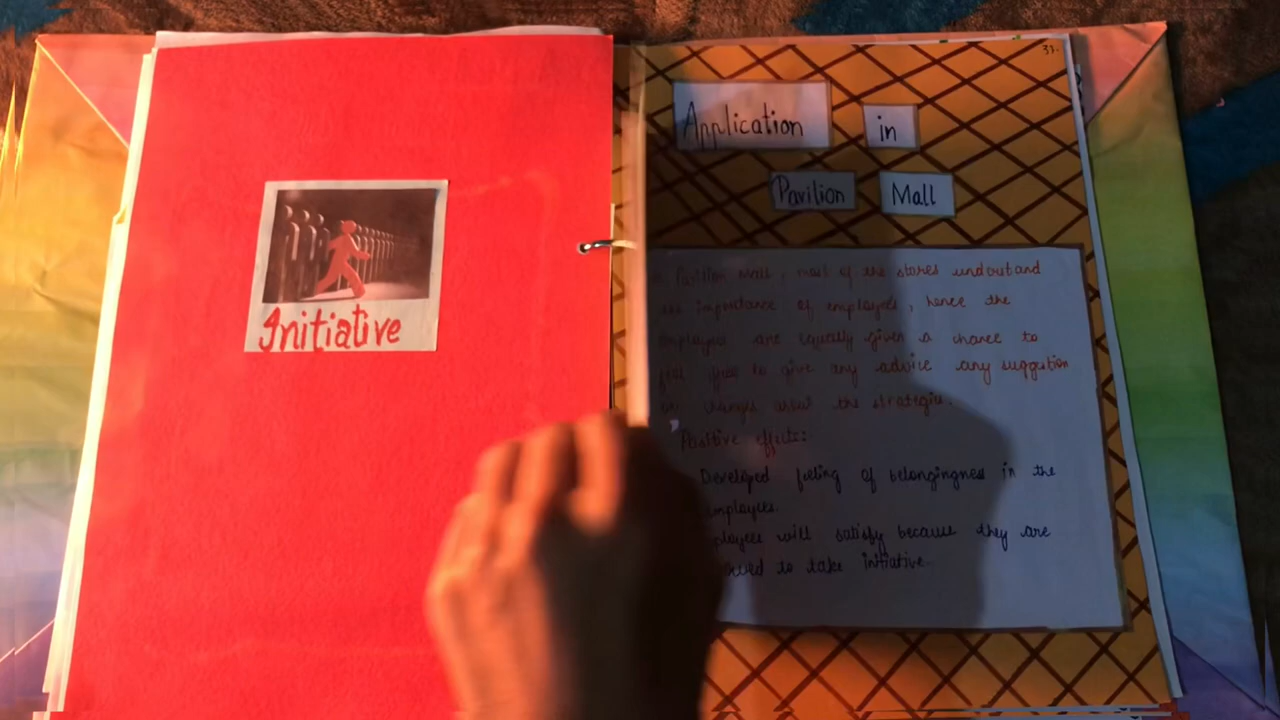 Initiative
37.
Application in
Pavilion Mall
Pavilion Mall, most of the stores understand
importance of employees, hence the
employees are equally given a chance to
feel free to give any advice any suggestion
or changes about the strategies.
Positive effects:-
Developed feeling of belongingness in the
employees.
will satisfy because they are
to take initiative.